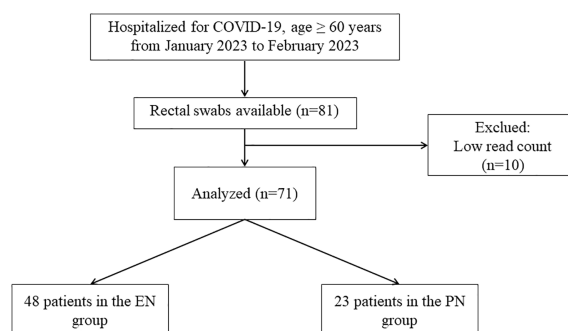 Hospitalized for COVID-19, age ≥ 60 years
from January 2023 to February 2023
Rectal swabs available (n=81)
Exclued:
Low read count
(n=10)
Analyzed (n=71)
48 patients in the EN
group
23 patients in the PN
group